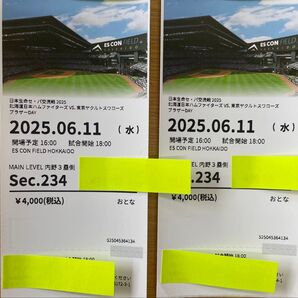 ES CON FIELD
日本生命セ・パ交流戦 2025
北海道日本ハムファイターズ VS. 東京ヤクルトスワローズ
ブラザーDAY
2025.06.11 (水)
開場予定 16:00 試合開始 18:00
ES CON FIELD HOKKAIDO
MAIN LEVEL 内野3塁側
Sec.234
¥4,000(税込) おとな
SJS045364134
ES CON FIELD
日本生命セ・パ交流戦 2025
北海道日本ハムファイターズ VS. 東京ヤクルトスワローズ
ブラザーDAY
2025.06.11 (水)
開場予定 16:00 試合開始 18:00
ES CON FIELD HOKKAIDO
LEVEL 内野3塁側
.234
¥4,000(税込) おとな
SJS045364134